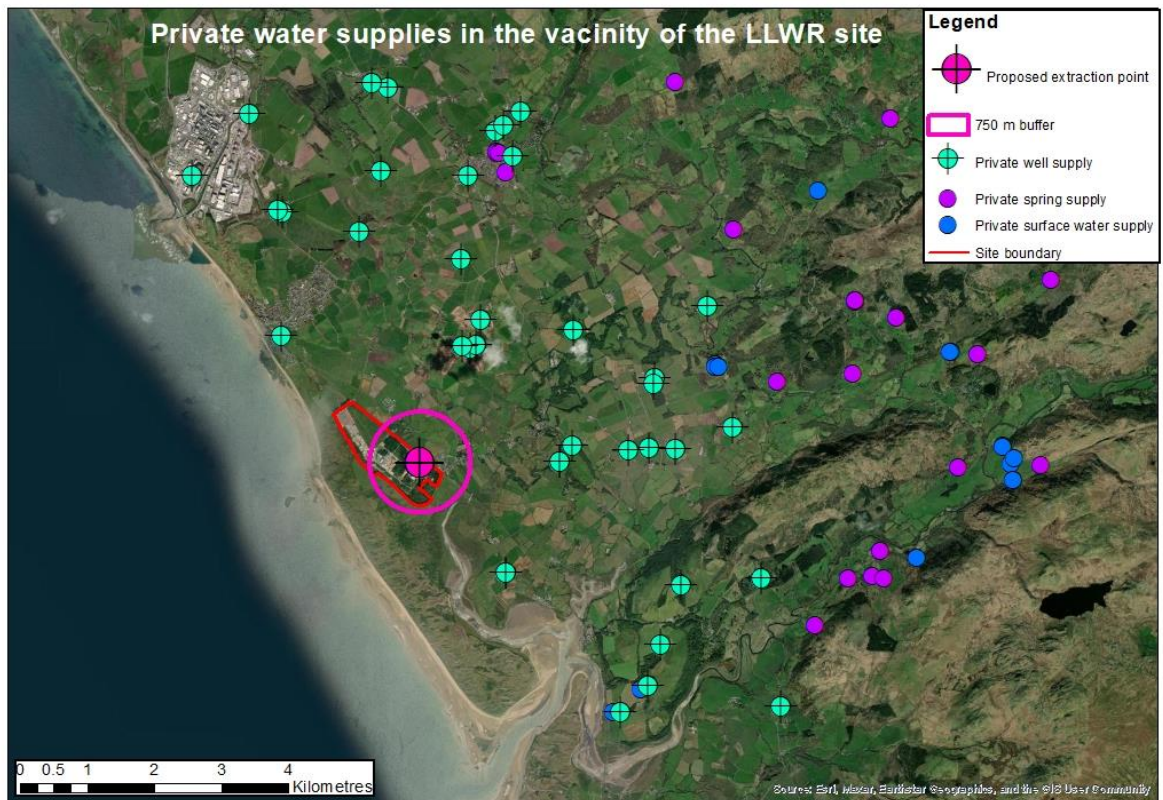 Private water supplies in the vacinity of the LLWR site
Legend
Proposed extraction point
750 m buffer
Private well supply
Private spring supply
Private surface water supply
Site boundary
0 0.5 1 2 3 4
Kilometres
Source: Esri, Maxar, Earthstar Geographics, and the GIS User Community